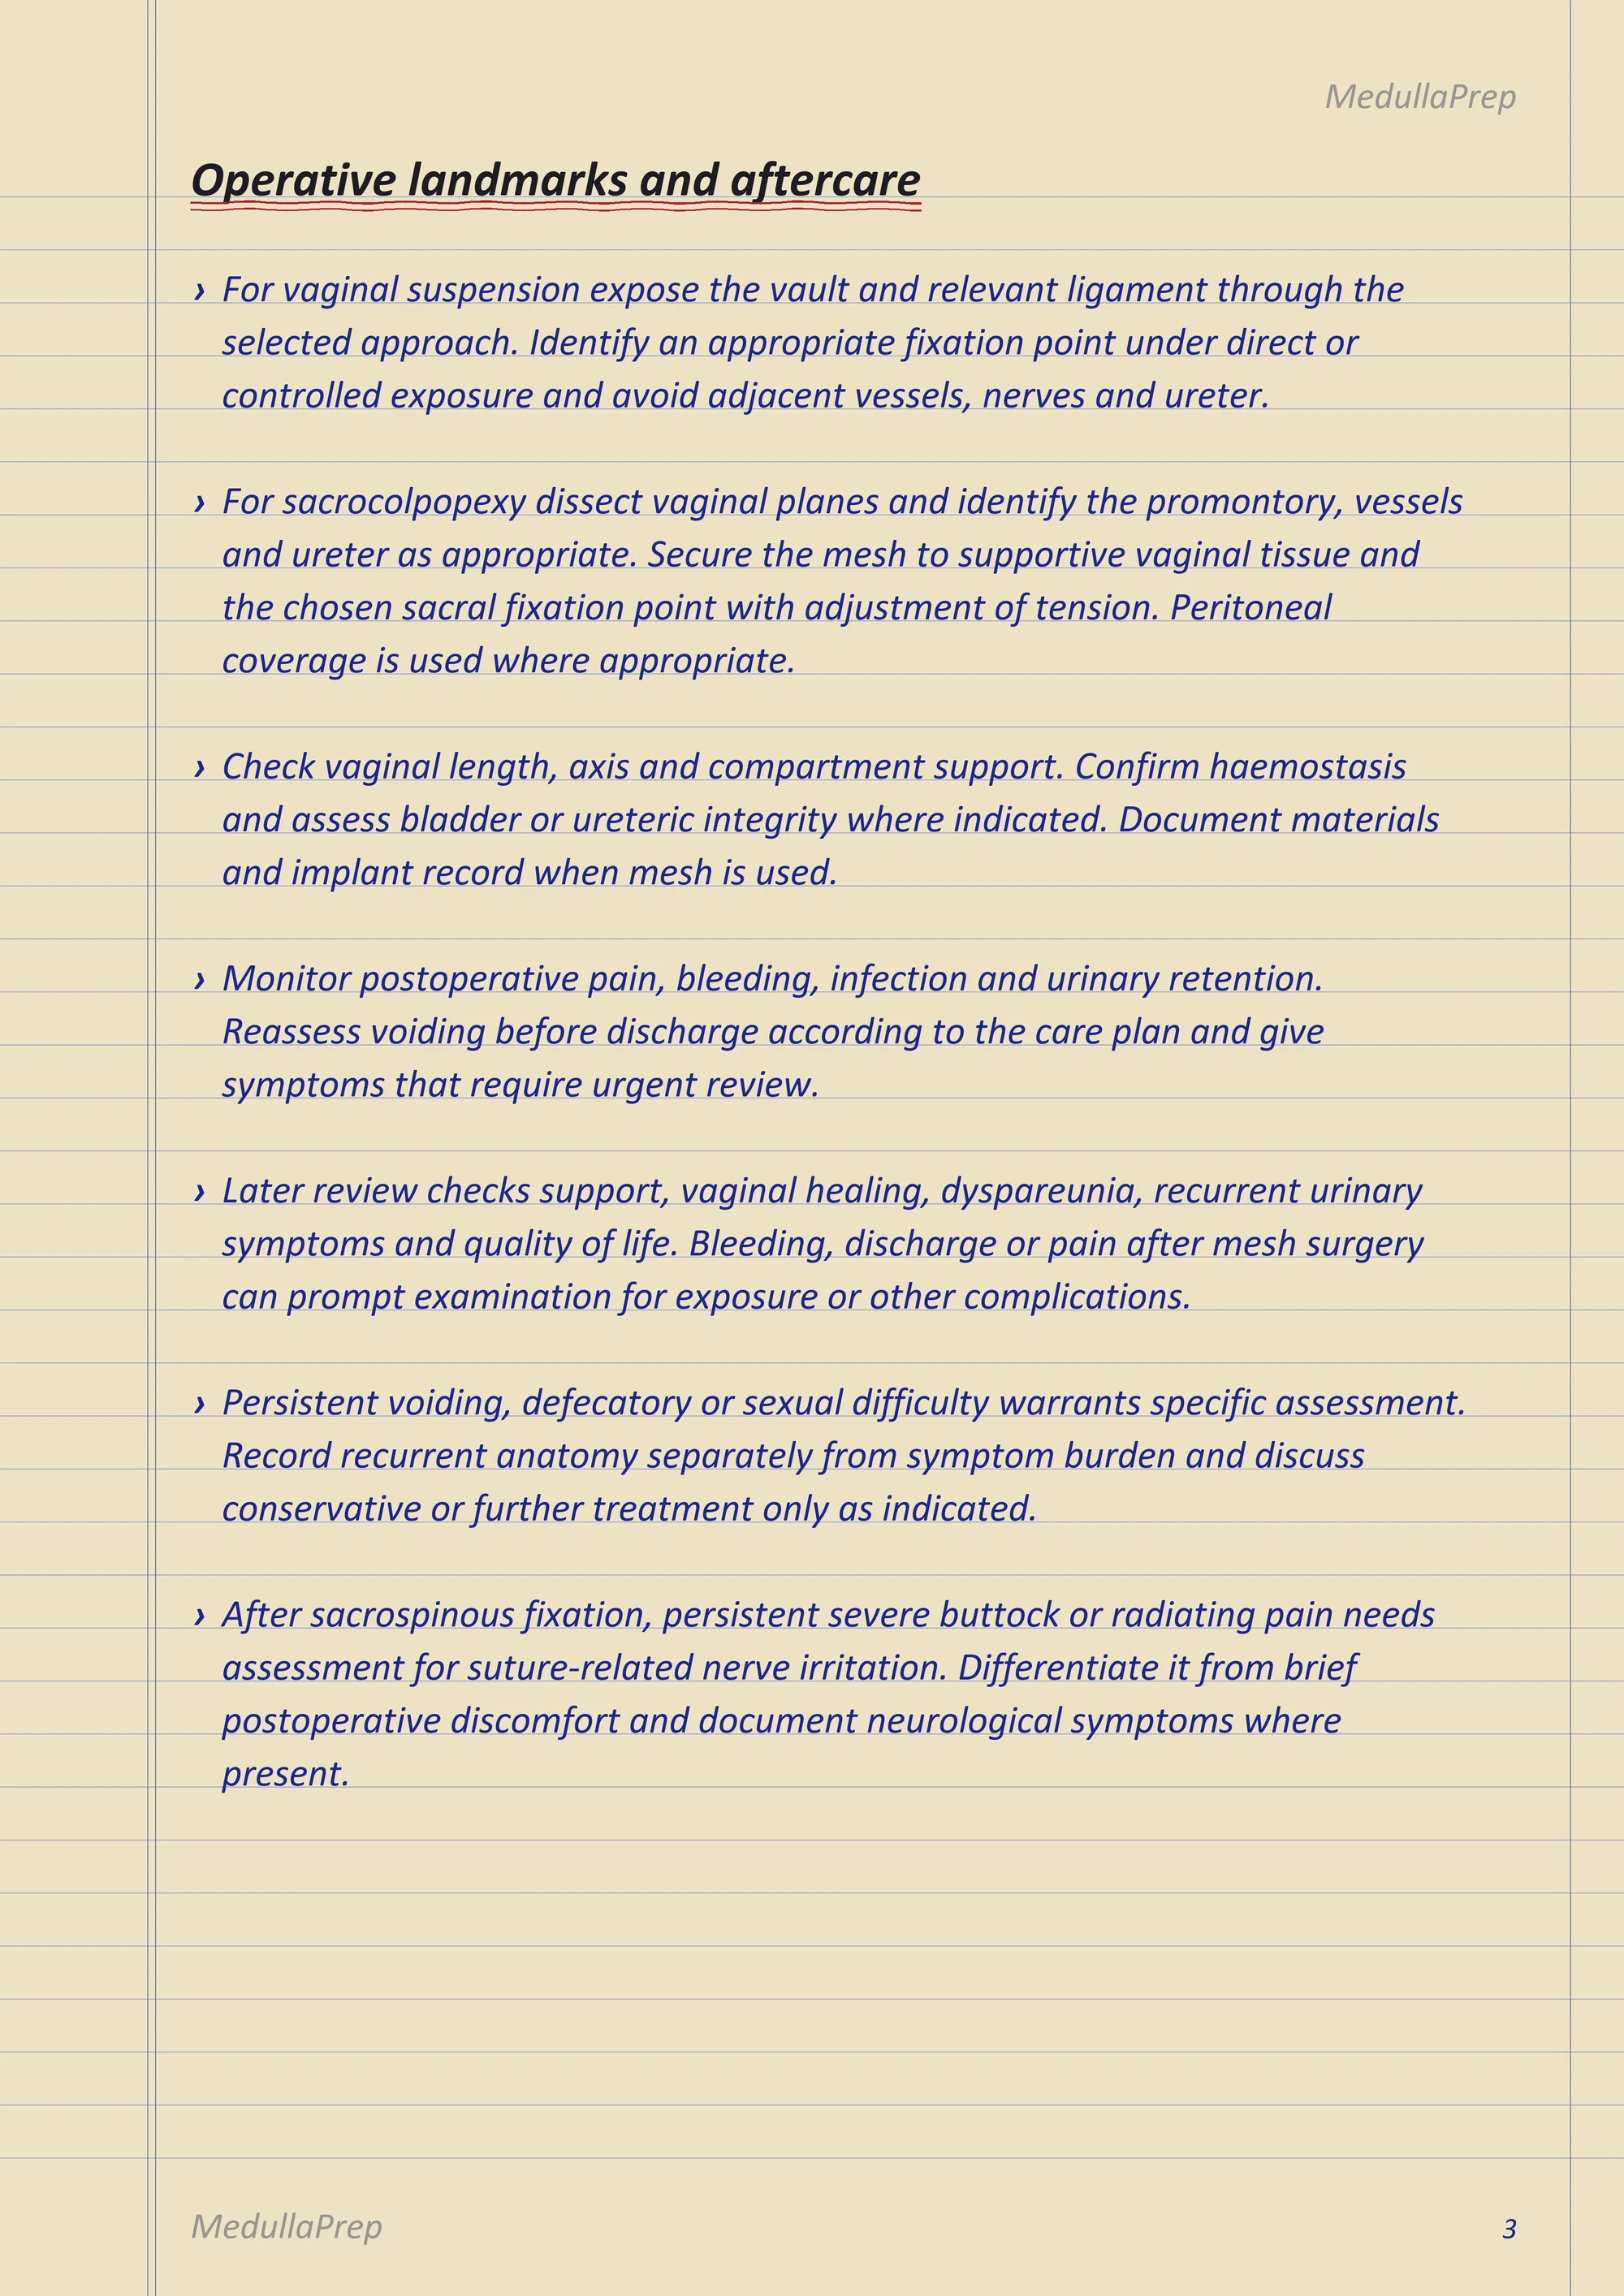 MedullaPrep
Operative landmarks and aftercare
› For vaginal suspension expose the vault and relevant ligament through the
selected approach. Identify an appropriate fixation point under direct or
controlled exposure and avoid adjacent vessels, nerves and ureter.
› For sacrocolpopexy dissect vaginal planes and identify the promontory, vessels
and ureter as appropriate. Secure the mesh to supportive vaginal tissue and
the chosen sacral fixation point with adjustment of tension. Peritoneal
coverage is used where appropriate.
› Check vaginal length, axis and compartment support. Confirm haemostasis
and assess bladder or ureteric integrity where indicated. Document materials
and implant record when mesh is used.
› Monitor postoperative pain, bleeding, infection and urinary retention.
Reassess voiding before discharge according to the care plan and give
symptoms that require urgent review.
› Later review checks support, vaginal healing, dyspareunia, recurrent urinary
symptoms and quality of life. Bleeding, discharge or pain after mesh surgery
can prompt examination for exposure or other complications.
› Persistent voiding, defecatory or sexual difficulty warrants specific assessment.
Record recurrent anatomy separately from symptom burden and discuss
conservative or further treatment only as indicated.
› After sacrospinous fixation, persistent severe buttock or radiating pain needs
assessment for suture-related nerve irritation. Differentiate it from brief
postoperative discomfort and document neurological symptoms where
present.
MedullaPrep
3